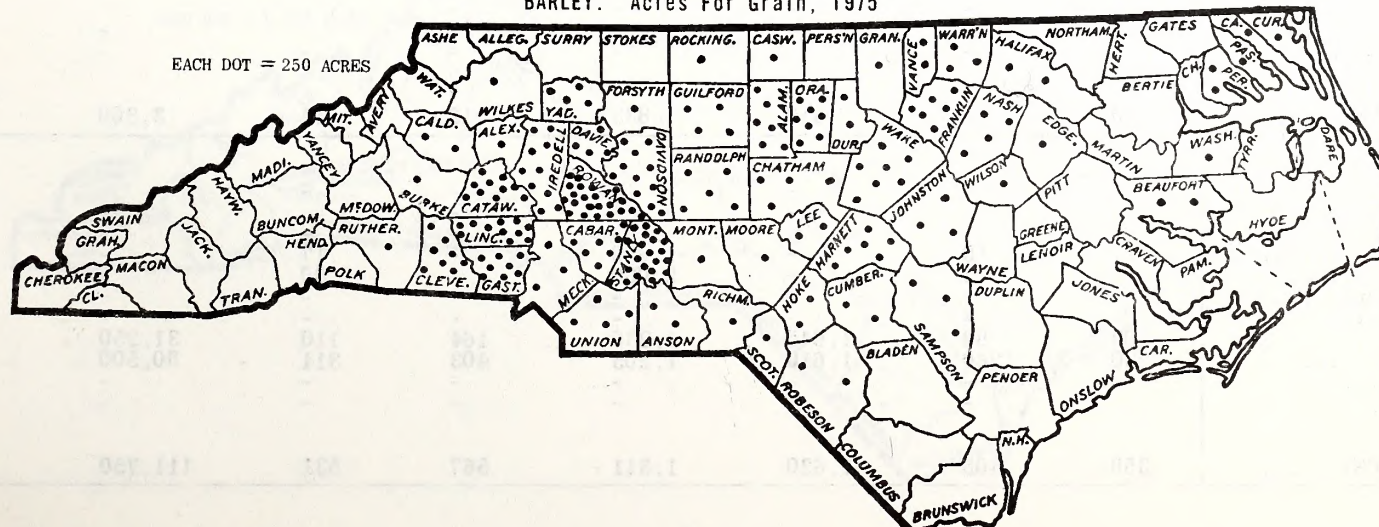 BARLEY: Acres For Grain, 1975
EACH DOT = 250 ACRES
ASHE ALLEG. SURRY STOKES ROCKING. CASW. PERS'N GRAN. VANCE WARR'N HALIFAX NORTHAM. HERT. GATES CA. CUR.
WAT. WILKES YAD. FORSYTH GUILFORD ALAM. ORA. DUR. FRANKLIN NASH BERTIE CH. PER. PAS.
MIT. AVERY CALD. ALEX. IREDELL DAVIE DAVIDSON RANDOLPH CHATHAM WAKE EDGE. MARTIN WASH. TYRR. DARE
MADI. YANCEY McDOW. BURKE CATAW. ROWAN JOHNSTON WILSON PITT BEAUFORT HYDE
SWAIN HAYW. BUNCOM. RUTHER. LINC. CABAR. MONT. MOORE LEE HARNETT GREENE
GRAH. JACK. HEND. LENOIR CRAVEN PAM.
CHEROKEE MACON TRAN. POLK CLEVE. GAST. MECK. STANLY RICHM. HOKE CUMBER. WAYNE
CL. DUPLIN JONES
UNION ANSON SCOT. BLADEN SAMPSON CAR.
ROBESON PENDER ONSLOW
COLUMBUS N.H.
BRUNSWICK